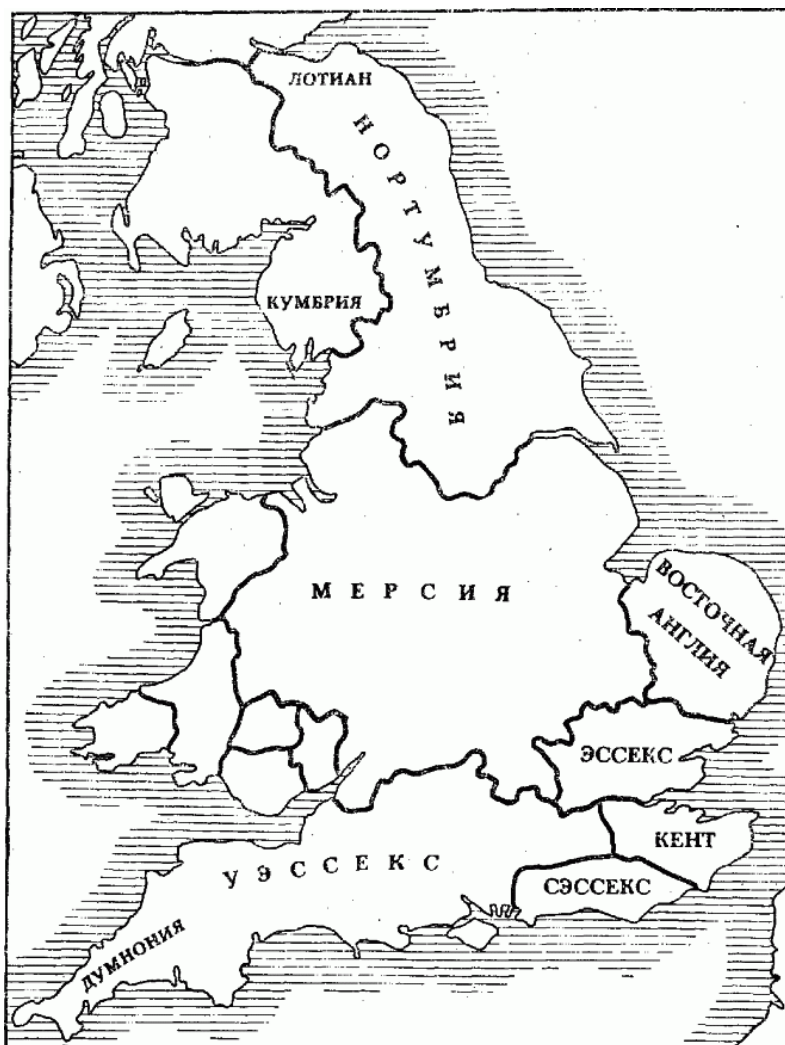 ЛОТИАН
НОРТУМБРИЯ
КУМБРИЯ
МЕРСИЯ
ВОСТОЧНАЯ
АНГЛИЯ
ЭССЕКС
КЕНТ
УЭССЕКС
СЭССЕКС
ДУМНОНИЯ